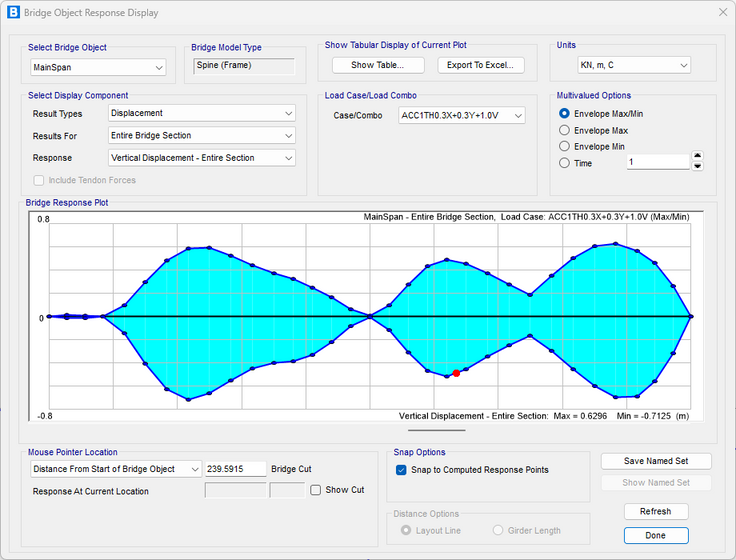 B Bridge Object Response Display
Select Bridge Object
MainSpan
Bridge Model Type
Spine (Frame)
Show Tabular Display of Current Plot
Show Table...
Export To Excel...
Units
KN, m, C
Select Display Component
Result Types
Displacement
Results For
Entire Bridge Section
Response
Vertical Displacement - Entire Section
Include Tendon Forces
Load Case/Load Combo
Case/Combo
ACC1TH0.3X+0.3Y+1.0V
Multivalued Options
Envelope Max/Min
Envelope Max
Envelope Min
Time
1
Bridge Response Plot
0.8
MainSpan - Entire Bridge Section, Load Case: ACC1TH0.3X+0.3Y+1.0V (Max/Min)
0
-0.8
Vertical Displacement - Entire Section: Max = 0.6296 Min = -0.7125 (m)
Mouse Pointer Location
Distance From Start of Bridge Object
239.5915
Bridge Cut
Response At Current Location
Show Cut
Snap Options
Snap to Computed Response Points
Distance Options
Layout Line
Girder Length
Save Named Set
Show Named Set
Refresh
Done